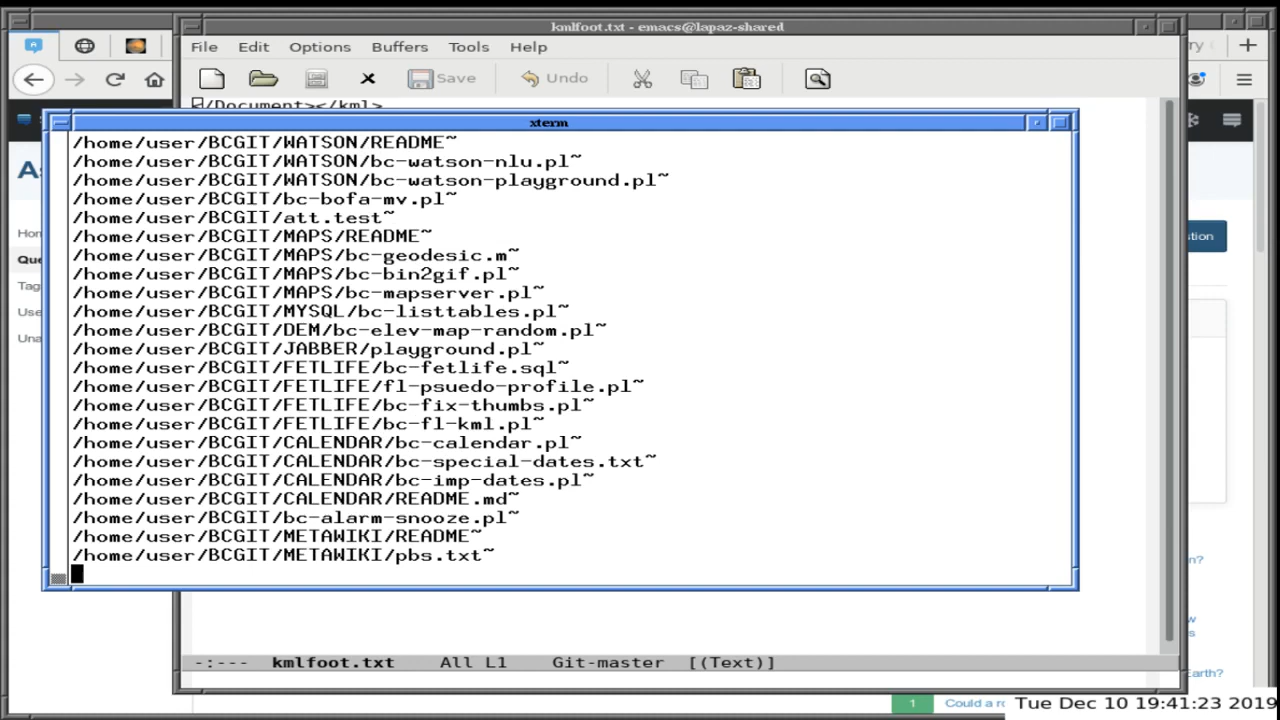 kmlfoot.txt - emacs@lapaz-shared
File Edit Options Buffers Tools Help
Save Undo
</Document></kml>
xterm
/home/user/BCGIT/WATSON/README~
/home/user/BCGIT/WATSON/bc-watson-nlu.pl~
/home/user/BCGIT/WATSON/bc-watson-playground.pl~
/home/user/BCGIT/bc-bofa-mv.pl~
/home/user/BCGIT/att.test~
/home/user/BCGIT/MAPS/README~
/home/user/BCGIT/MAPS/bc-geodesic.m~
/home/user/BCGIT/MAPS/bc-bin2gif.pl~
/home/user/BCGIT/MAPS/bc-mapserver.pl~
/home/user/BCGIT/MYSQL/bc-listtables.pl~
/home/user/BCGIT/DEM/bc-elev-map-random.pl~
/home/user/BCGIT/JABBER/playground.pl~
/home/user/BCGIT/FETLIFE/bc-fetlife.sql~
/home/user/BCGIT/FETLIFE/fl-psuedo-profile.pl~
/home/user/BCGIT/FETLIFE/bc-fix-thumbs.pl~
/home/user/BCGIT/FETLIFE/bc-fl-kml.pl~
/home/user/BCGIT/CALENDAR/bc-calendar.pl~
/home/user/BCGIT/CALENDAR/bc-special-dates.txt~
/home/user/BCGIT/CALENDAR/bc-imp-dates.pl~
/home/user/BCGIT/CALENDAR/README.md~
/home/user/BCGIT/bc-alarm-snooze.pl~
/home/user/BCGIT/METAWIKI/README~
/home/user/BCGIT/METAWIKI/pbs.txt~
-:--- kmlfoot.txt All L1 Git-master [(Text)]
Earth?
1 Could a
Tue Dec 10 19:41:23 2019